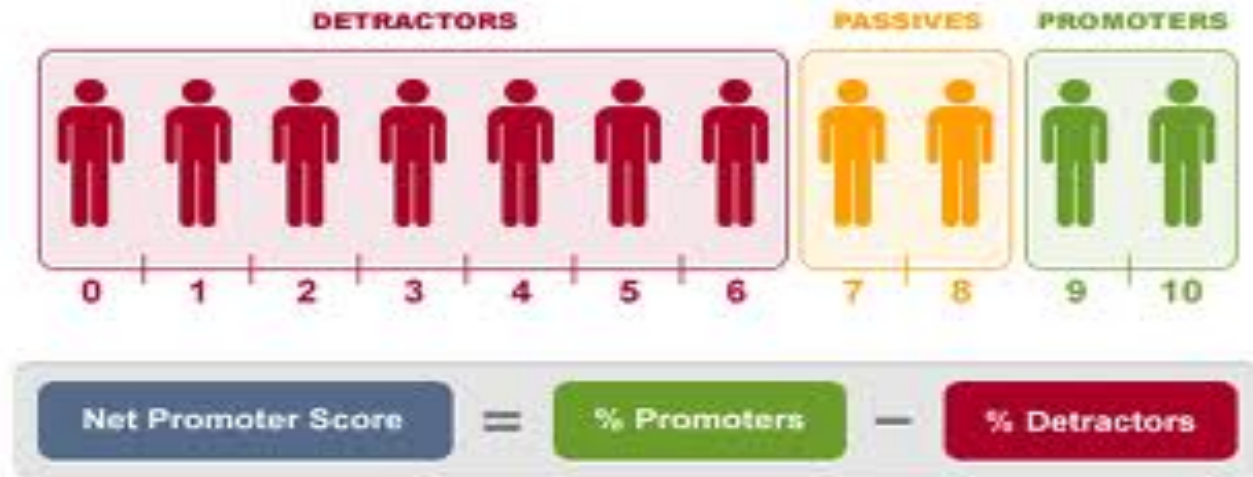 DETRACTORS PASSIVES PROMOTERS
0 1 2 3 4 5 6 7 8 9 10
Net Promoter Score = % Promoters − % Detractors